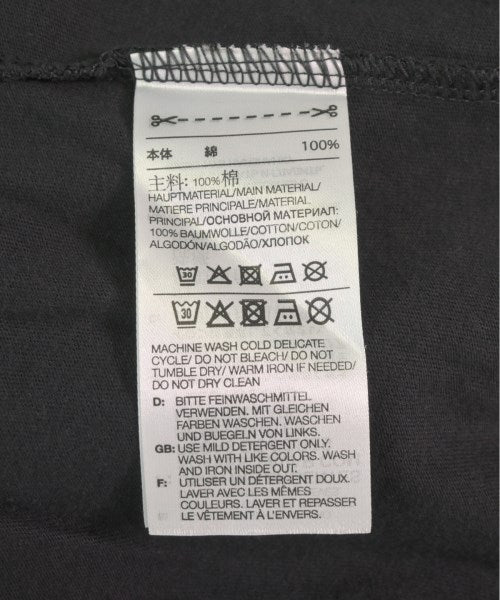 本体 綿 100%
主料: 100% 棉
HAUPTMATERIAL/MAIN MATERIAL/
MATIERE PRINCIPALE/MATERIAL
PRINCIPAL/ОСНОВНОЙ МАТЕРИАЛ:
100% BAUMWOLLE/COTTON/COTON/
ALGODÓN/ALGODÃO/ХЛОПОК
30
30
MACHINE WASH COLD DELICATE
CYCLE/ DO NOT BLEACH/ DO NOT
TUMBLE DRY/ WARM IRON IF NEEDED/
DO NOT DRY CLEAN
D: BITTE FEINWASCHMITTEL
VERWENDEN. MIT GLEICHEN
FARBEN WASCHEN. WASCHEN
UND BUEGELN VON LINKS.
GB: USE MILD DETERGENT ONLY.
WASH WITH LIKE COLORS. WASH
AND IRON INSIDE OUT.
F: UTILISER UN DÉTERGENT DOUX.
LAVER AVEC LES MÊMES
COULEURS. LAVER ET REPASSER
LE VÊTEMENT À L'ENVERS.